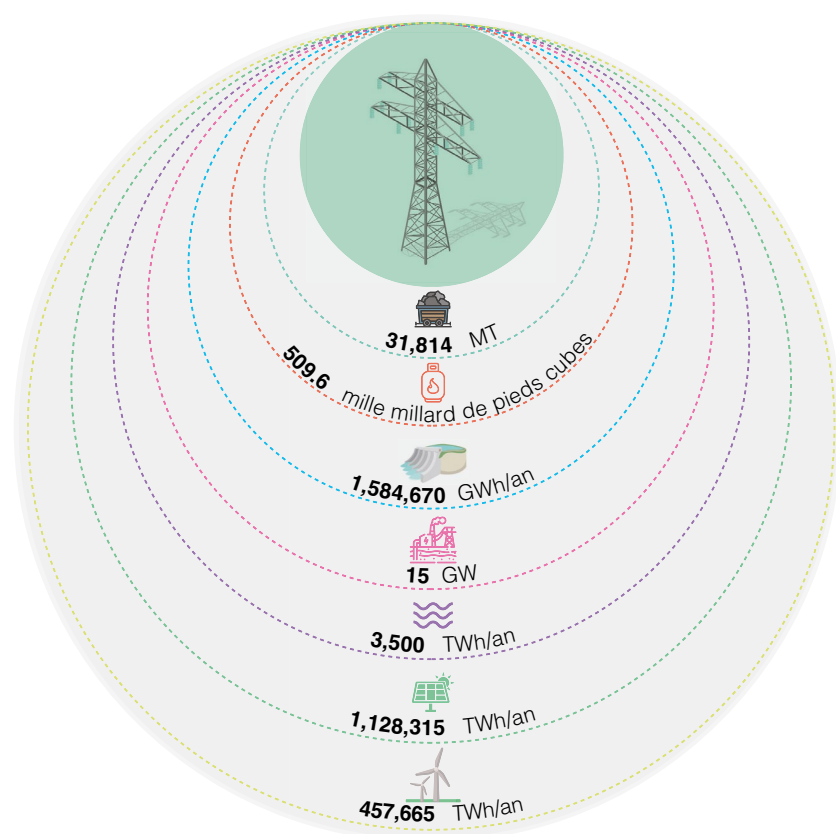 31,814 MT
509.6 mille millard de pieds cubes
1,584,670 GWh/an
15 GW
3,500 TWh/an
1,128,315 TWh/an
457,665 TWh/an